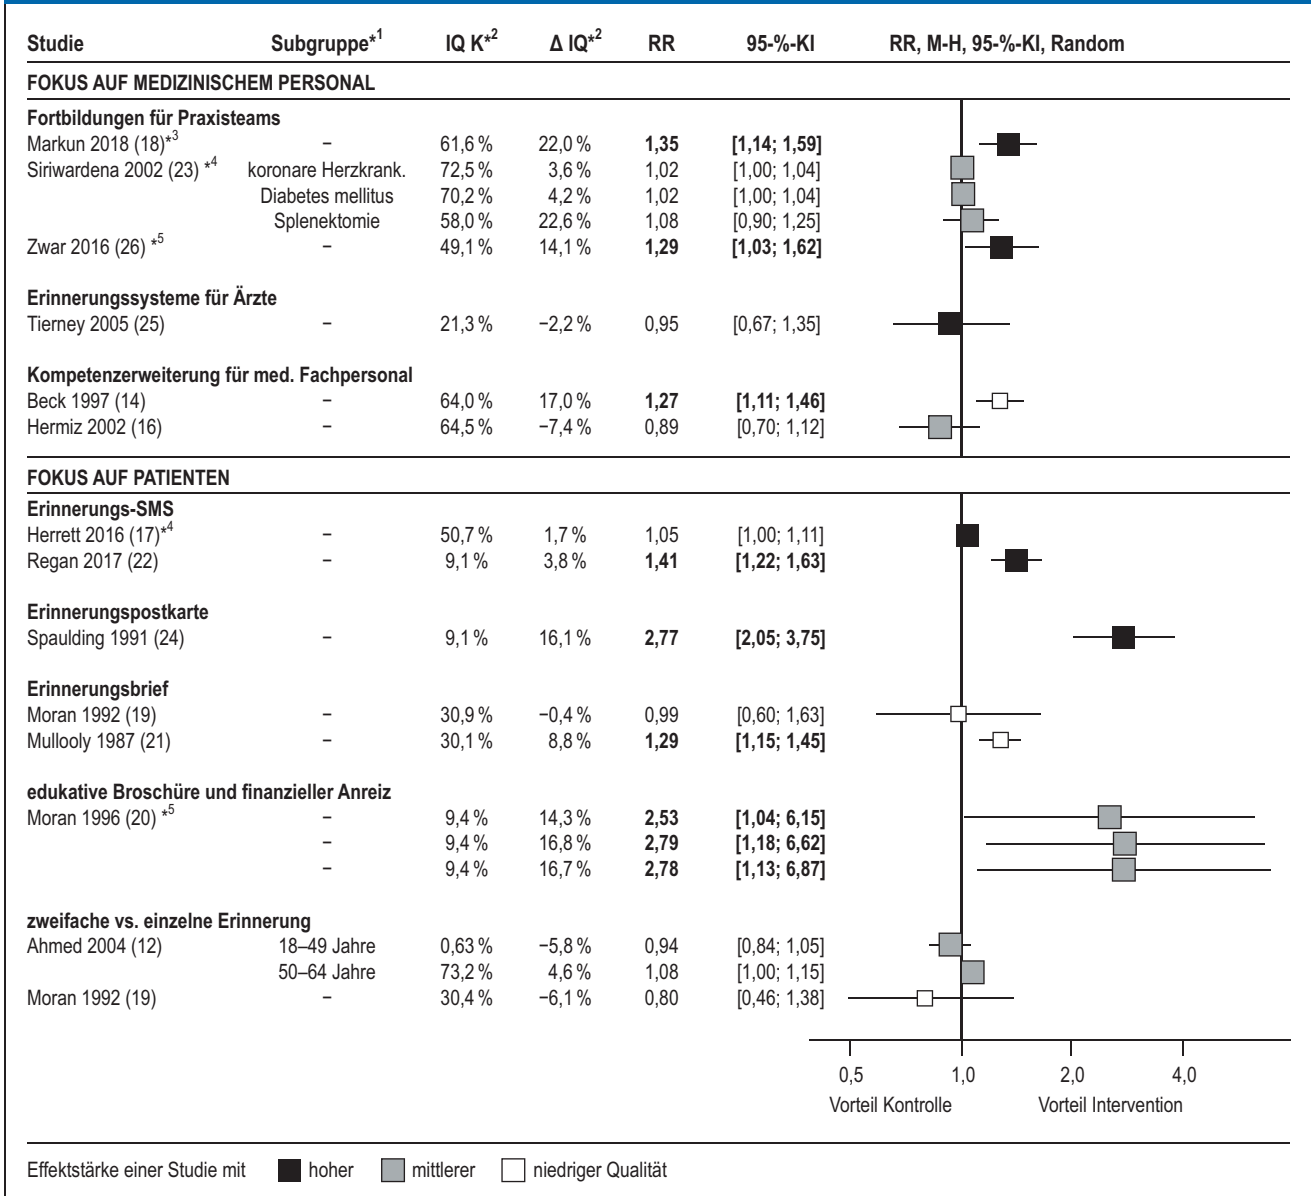 Studie Subgruppe*1 IQ K*2 Δ IQ*2 RR 95-%-KI RR, M-H, 95-%-KI, Random
FOKUS AUF MEDIZINISCHEM PERSONAL
Fortbildungen für Praxisteams
Markun 2018 (18)*3 – 61,6 % 22,0 % 1,35 [1,14; 1,59]
Siriwardena 2002 (23) *4 koronare Herzkrank. 72,5 % 3,6 % 1,02 [1,00; 1,04]
Diabetes mellitus 70,2 % 4,2 % 1,02 [1,00; 1,04]
Splenektomie 58,0 % 22,6 % 1,08 [0,90; 1,25]
Zwar 2016 (26) *5 – 49,1 % 14,1 % 1,29 [1,03; 1,62]
Erinnerungssysteme für Ärzte
Tierney 2005 (25) – 21,3 % −2,2 % 0,95 [0,67; 1,35]
Kompetenzerweiterung für med. Fachpersonal
Beck 1997 (14) – 64,0 % 17,0 % 1,27 [1,11; 1,46]
Hermiz 2002 (16) – 64,5 % −7,4 % 0,89 [0,70; 1,12]
FOKUS AUF PATIENTEN
Erinnerungs-SMS
Herrett 2016 (17)*4 – 50,7 % 1,7 % 1,05 [1,00; 1,11]
Regan 2017 (22) – 9,1 % 3,8 % 1,41 [1,22; 1,63]
Erinnerungspostkarte
Spaulding 1991 (24) – 9,1 % 16,1 % 2,77 [2,05; 3,75]
Erinnerungsbrief
Moran 1992 (19) – 30,9 % −0,4 % 0,99 [0,60; 1,63]
Mullooly 1987 (21) – 30,1 % 8,8 % 1,29 [1,15; 1,45]
edukative Broschüre und finanzieller Anreiz
Moran 1996 (20) *5 – 9,4 % 14,3 % 2,53 [1,04; 6,15]
– 9,4 % 16,8 % 2,79 [1,18; 6,62]
– 9,4 % 16,7 % 2,78 [1,13; 6,87]
zweifache vs. einzelne Erinnerung
Ahmed 2004 (12) 18–49 Jahre 0,63 % −5,8 % 0,94 [0,84; 1,05]
50–64 Jahre 73,2 % 4,6 % 1,08 [1,00; 1,15]
Moran 1992 (19) – 30,4 % −6,1 % 0,80 [0,46; 1,38]
0,5 1,0 2,0 4,0
Vorteil Kontrolle Vorteil Intervention
Effektstärke einer Studie mit hoher mittlerer niedriger Qualität